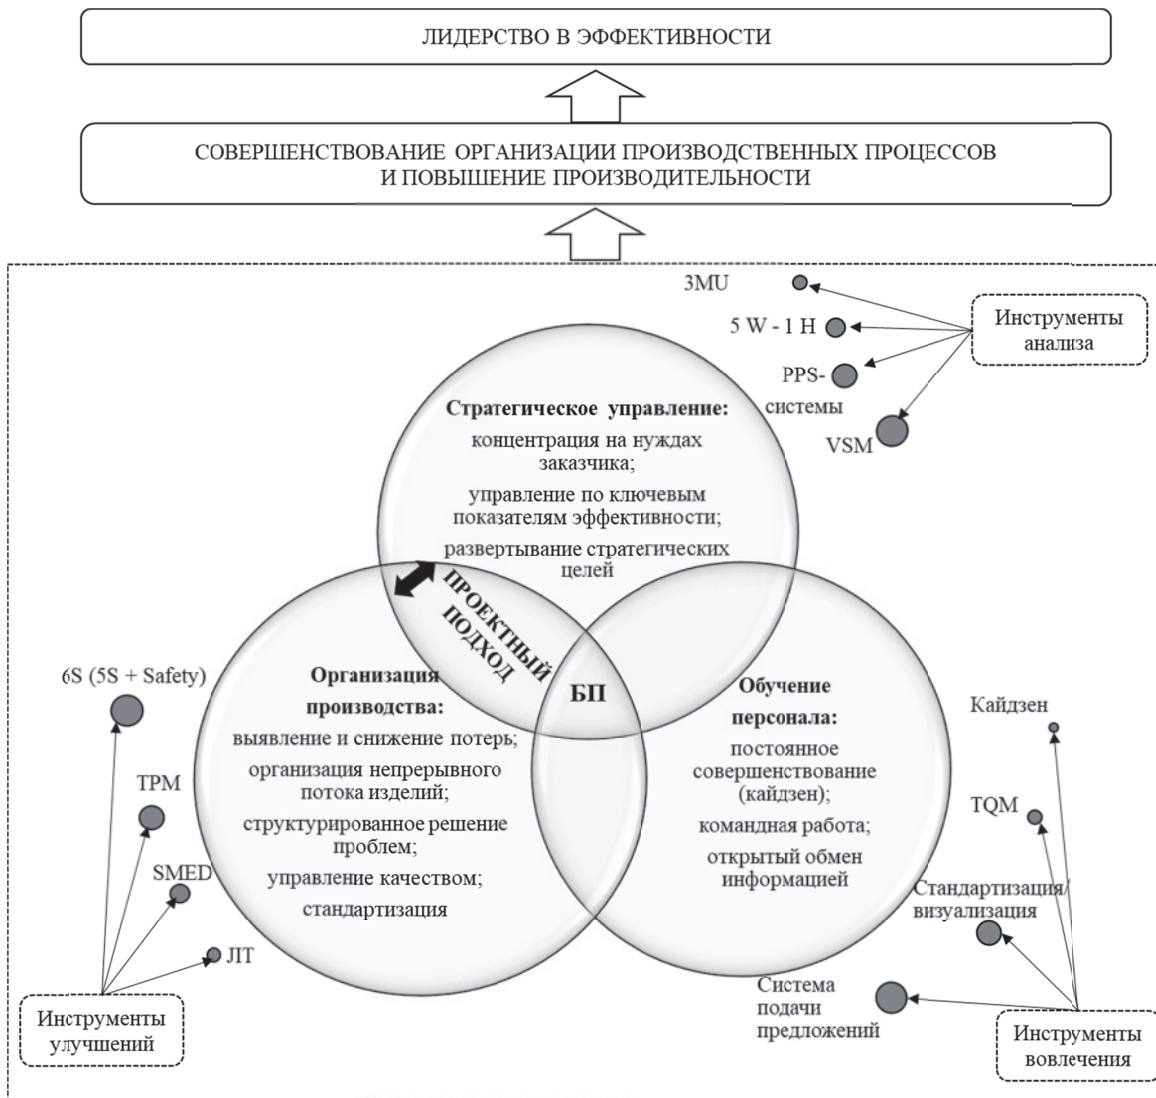 ЛИДЕРСТВО В ЭФФЕКТИВНОСТИ
СОВЕРШЕНСТВОВАНИЕ ОРГАНИЗАЦИИ ПРОИЗВОДСТВЕННЫХ ПРОЦЕССОВ
И ПОВЫШЕНИЕ ПРОИЗВОДИТЕЛЬНОСТИ
3MU
5 W - 1 H
PPS-
системы
VSM
Инструменты
анализа
Стратегическое управление:
концентрация на нуждах
заказчика;
управление по ключевым
показателям эффективности;
развертывание стратегических
целей
ПРОЕКТНЫЙ
ПОДХОД
БП
Организация
производства:
выявление и снижение потерь;
организация непрерывного
потока изделий;
структурированное решение
проблем;
управление качеством;
стандартизация
Обучение
персонала:
постоянное
совершенствование
(кайдзен);
командная работа;
открытый обмен
информацией
6S (5S + Safety)
TPM
SMED
JIT
Инструменты
улучшений
Кайдзен
TQM
Стандартизация/
визуализация
Система
подачи
предложений
Инструменты
вовлечения